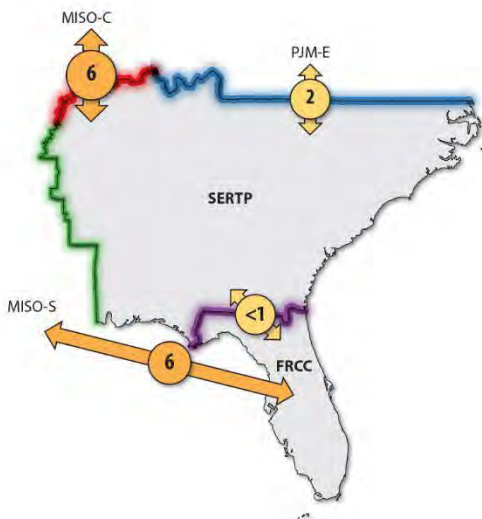 MISO-C
6
PJM-E
2
SERTP
<1
MISO-S
6
FRCC